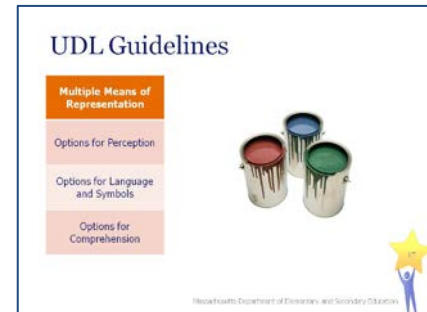 UDL Guidelines
Multiple Means of
Representation
Options for Perception
Options for Language
and Symbols
Options for
Comprehension
Massachusetts Department of Elementary and Secondary Education